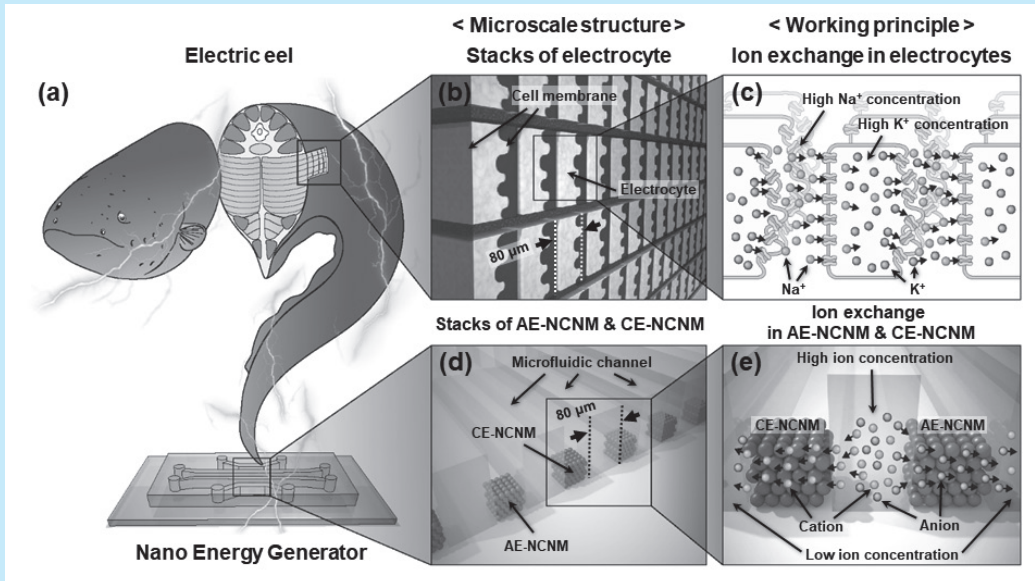 < Microscale structure >
< Working principle >
Electric eel
Stacks of electrocyte
Ion exchange in electrocytes
(a)
(b)
Cell membrane
Electrocyte
80 μm
(c)
High Na⁺ concentration
High K⁺ concentration
Na⁺
K⁺
Stacks of AE-NCNM & CE-NCNM
Ion exchange
in AE-NCNM & CE-NCNM
(d)
Microfluidic channel
80 μm
CE-NCNM
AE-NCNM
(e)
High ion concentration
CE-NCNM
AE-NCNM
Cation
Anion
Low ion concentration
Nano Energy Generator